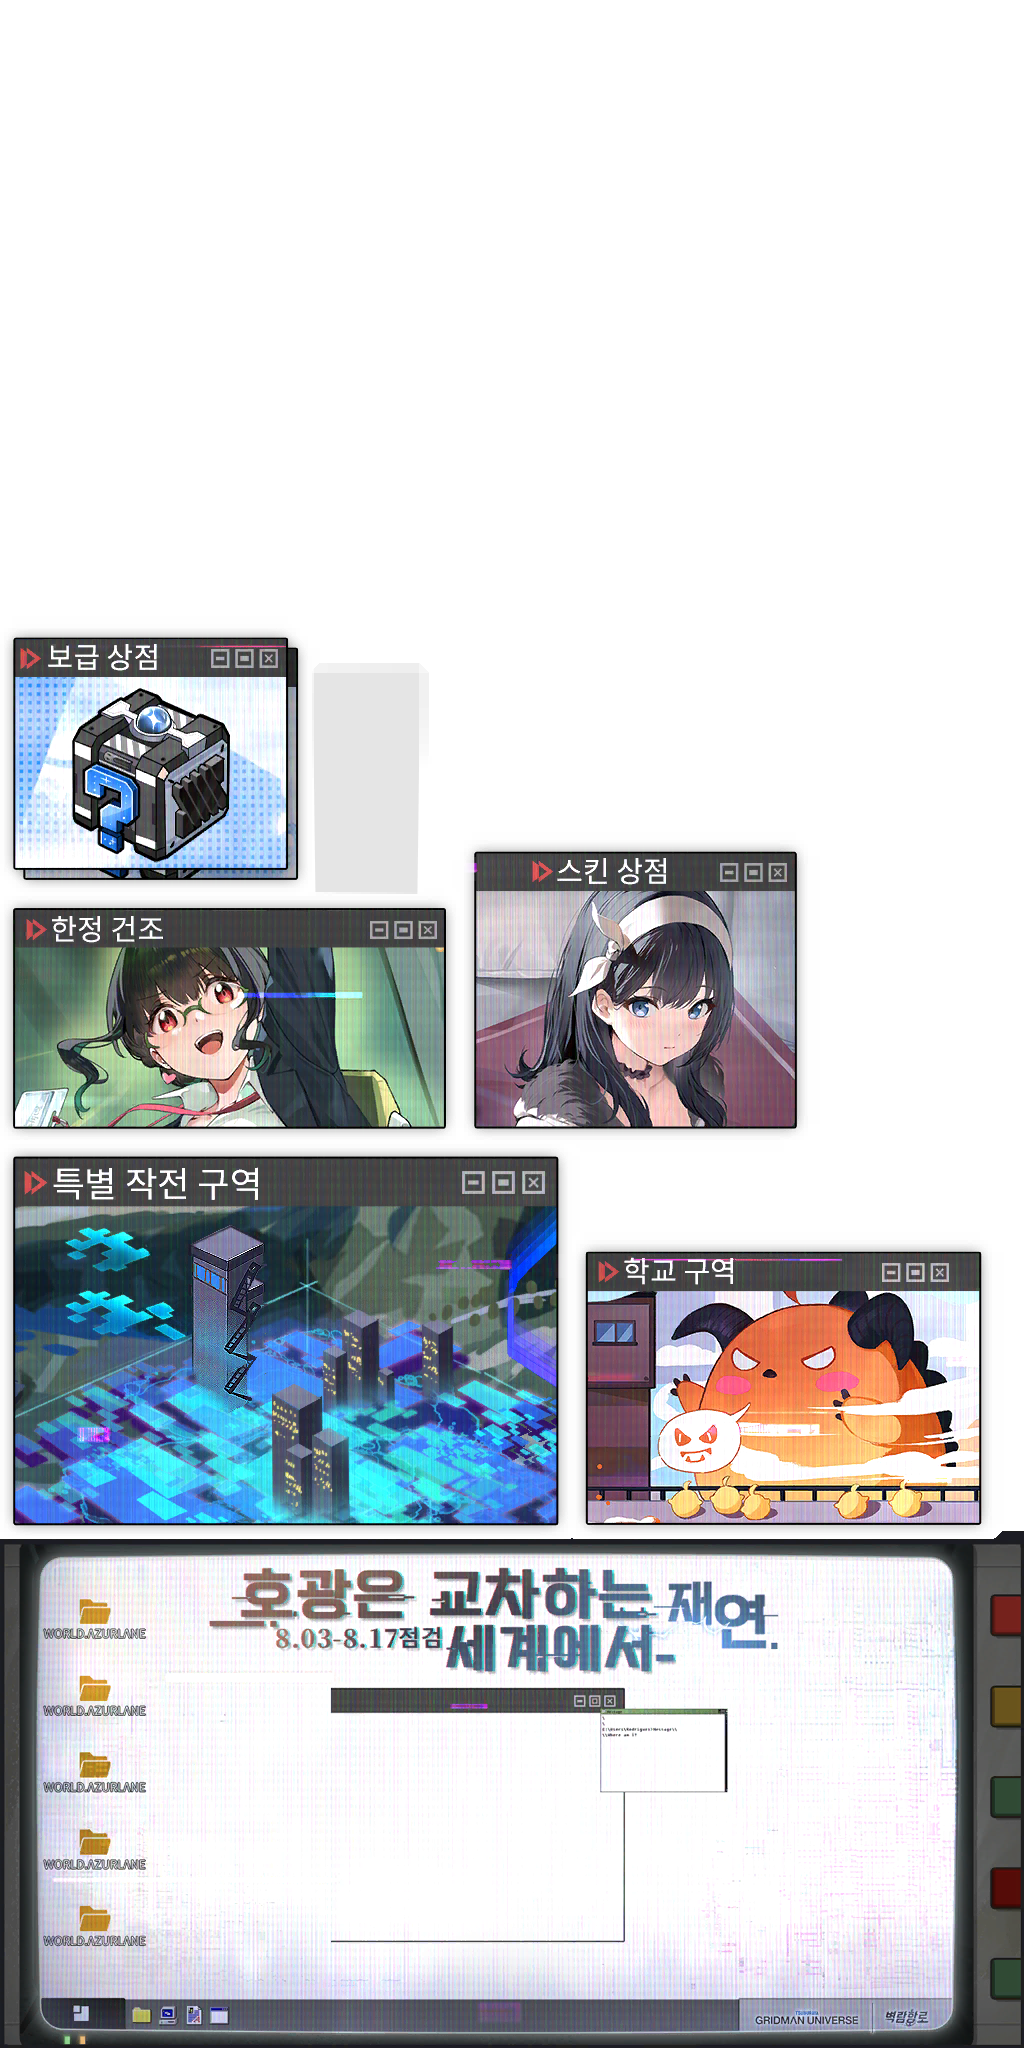 보급 상점
스킨 상점
한정 건조
특별 작전 구역
학교 구역
호광은 교차하는
세계에서-
재연.
8.03-8.17점검
WORLD.AZURLANE
WORLD.AZURLANE
WORLD.AZURLANE
WORLD.AZURLANE
WORLD.AZURLANE
\\Where am I?
GRIDMAN UNIVERSE
벽람항로